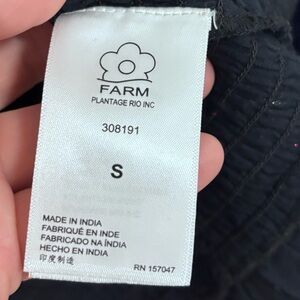 FARM
PLANTAGE RIO INC
308191
S
MADE IN INDIA
FABRIQUÉ EN INDE
FABRICADO NA ÍNDIA
HECHO EN INDIA
印度制造
RN 157047